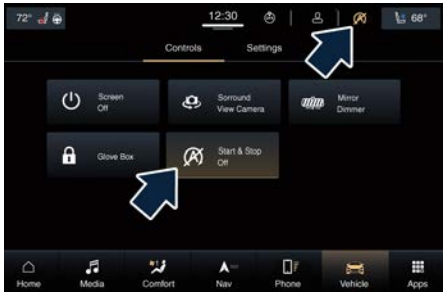 72° 12:30 68°
Controls Settings
Screen
Off
Sorround
View Camera
Mirror
Dimmer
Glove Box
Start & Stop
Off
Home Media Comfort Nav Phone Vehicle Apps